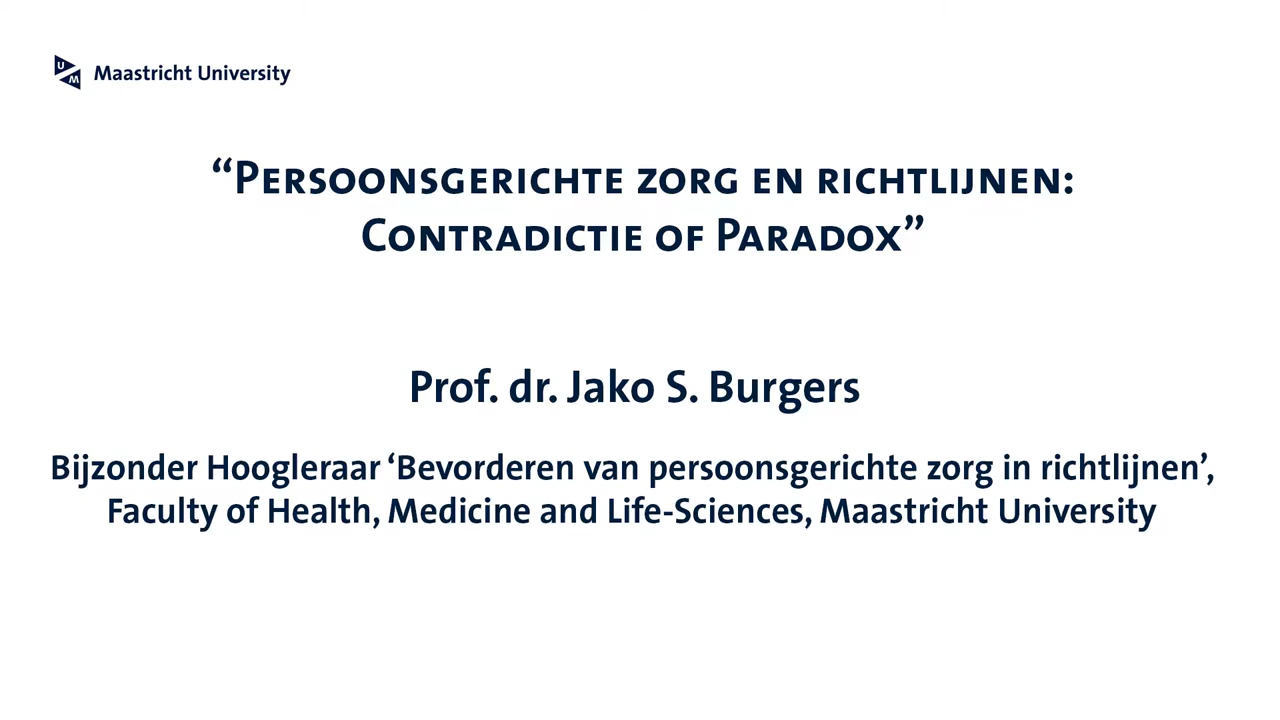 UM Maastricht University
“Persoonsgerichte zorg en richtlijnen:
Contradictie of Paradox”
Prof. dr. Jako S. Burgers
Bijzonder Hoogleraar ‘Bevorderen van persoonsgerichte zorg in richtlijnen’,
Faculty of Health, Medicine and Life-Sciences, Maastricht University